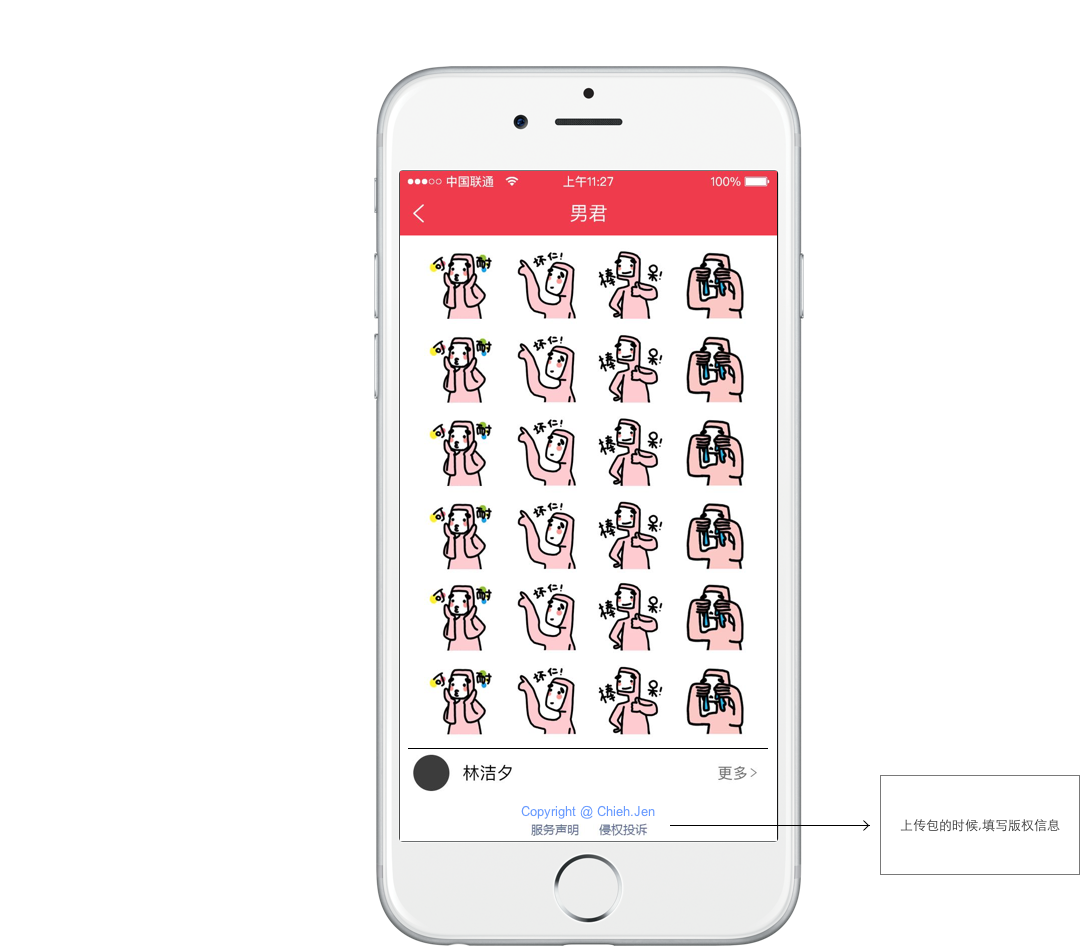 中国联通 上午11:27 100%
男君
可 耐 坏仁! 棒 呆!
可 耐 坏仁! 棒 呆!
可 耐 坏仁! 棒 呆!
可 耐 坏仁! 棒 呆!
可 耐 坏仁! 棒 呆!
可 耐 坏仁! 棒 呆!
林洁夕 更多
Copyright @ Chieh.Jen
服务声明 侵权投诉
上传包的时候,填写版权信息